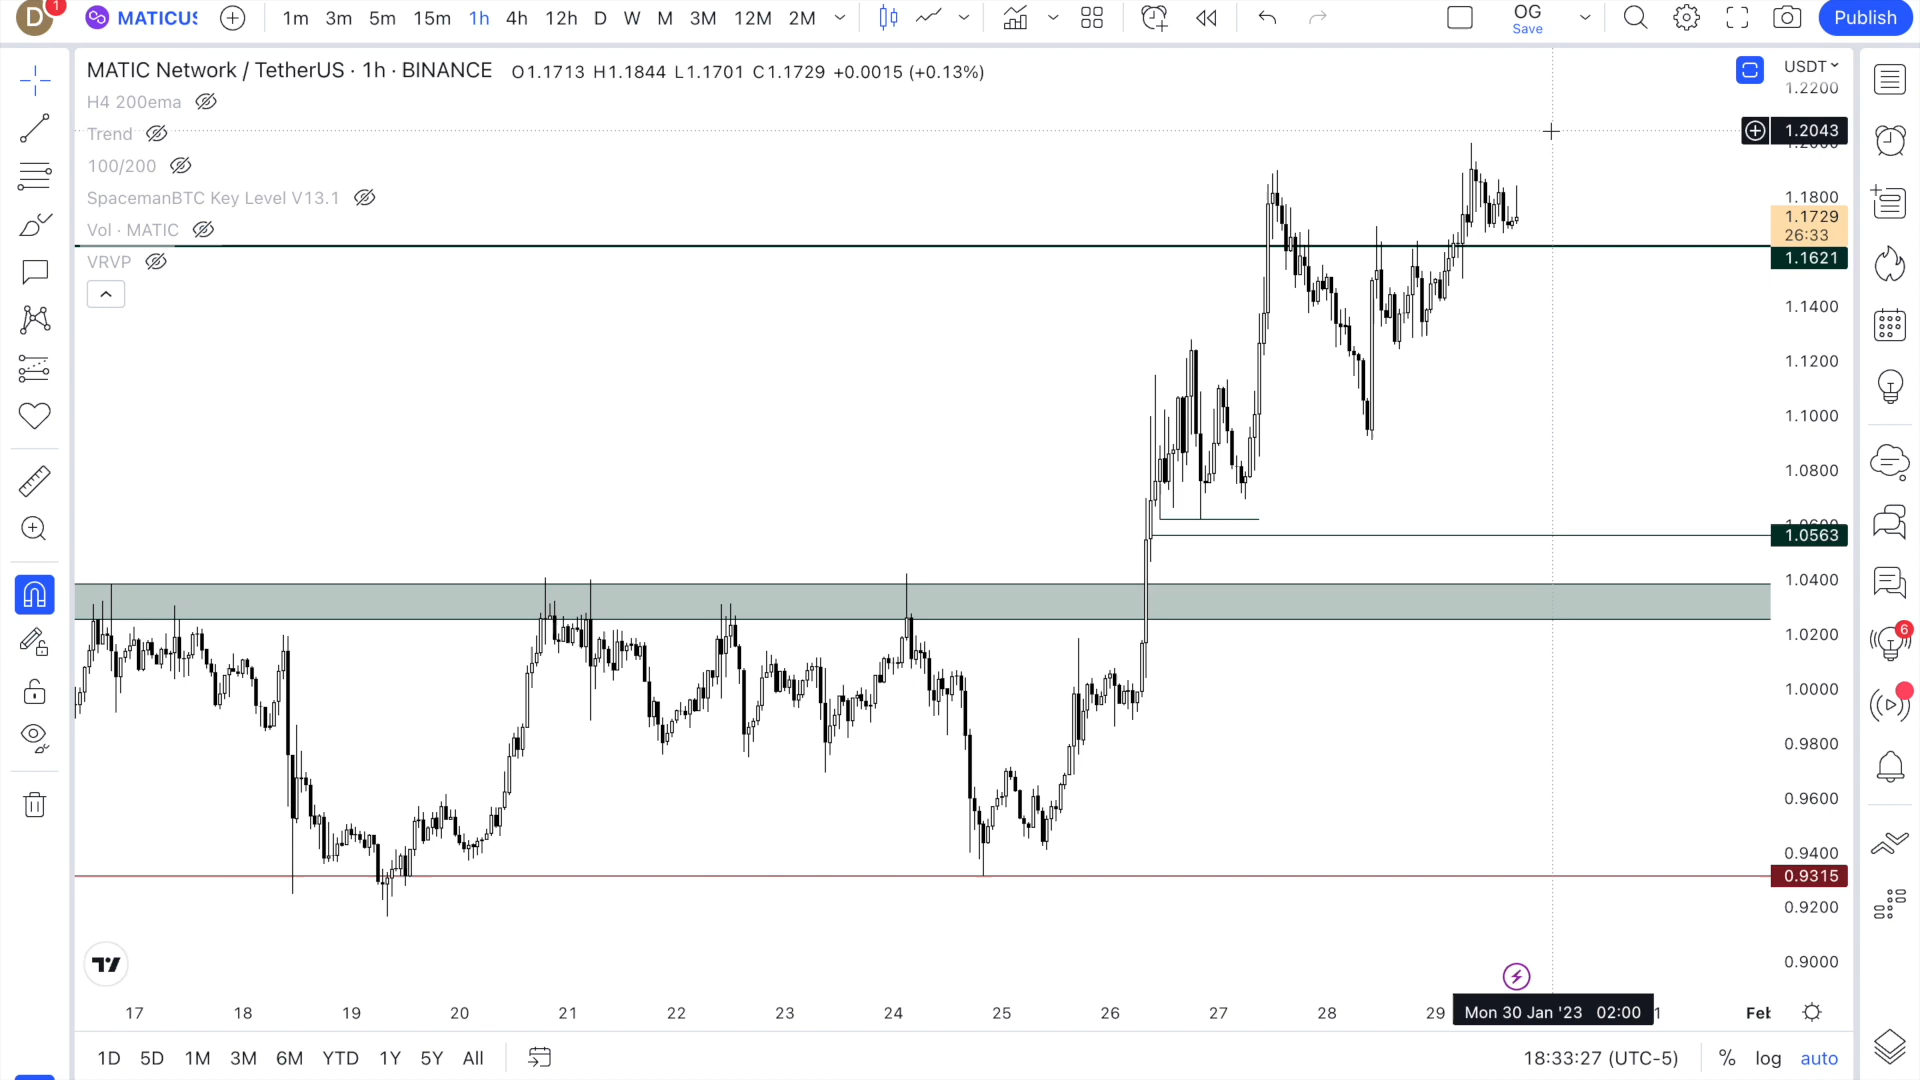 D 1 MATICUS 1m 3m 5m 15m 1h 4h 12h D W M 3M 12M 2M OG Save Publish
MATIC Network / TetherUS · 1h · BINANCE O1.1713 H1.1844 L1.1701 C1.1729 +0.0015 (+0.13%)
USDT
1.2200
H4 200ema
Trend
1.2043
100/200
SpacemanBTC Key Level V13.1
1.1800
1.1729
26:33
Vol · MATIC
1.1621
VRVP
1.1400
1.1200
1.1000
1.0800
1.0563
1.0400
1.0200
6
1.0000
0.9800
0.9600
0.9400
0.9315
0.9200
0.9000
17 18 19 20 21 22 23 24 25 26 27 28 29 Mon 30 Jan '23 02:00 1 Feb
1D 5D 1M 3M 6M YTD 1Y 5Y All 18:33:27 (UTC-5) % log auto